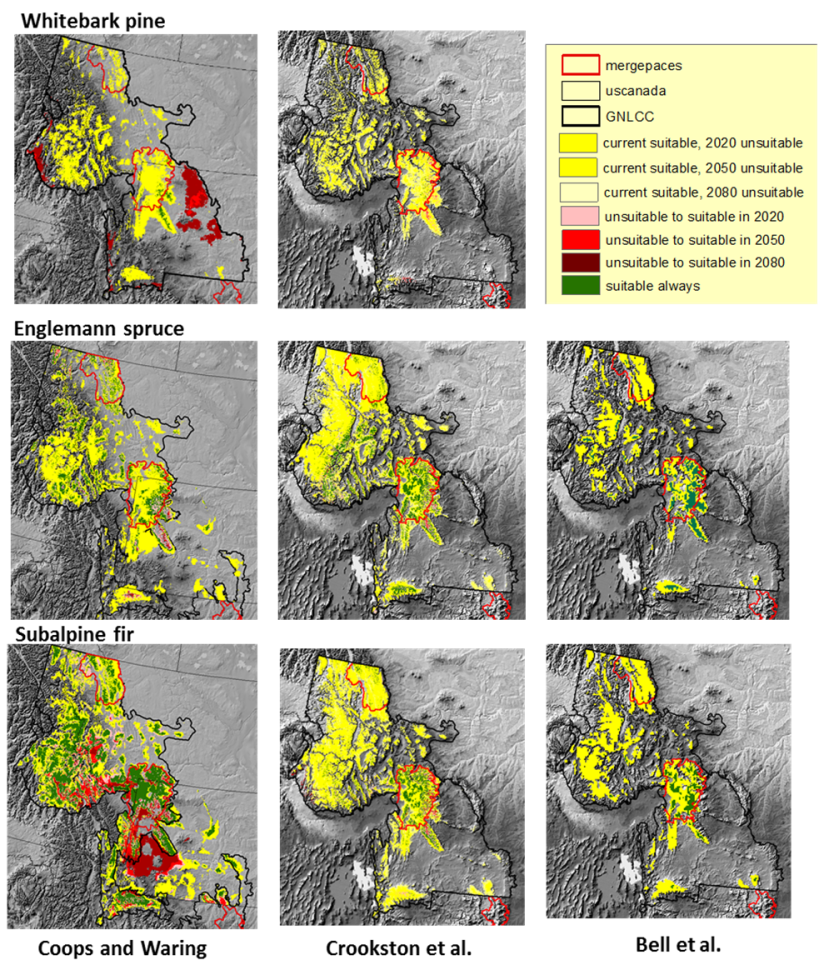 Whitebark pine
mergepaces
uscanada
GNLCC
current suitable, 2020 unsuitable
current suitable, 2050 unsuitable
current suitable, 2080 unsuitable
unsuitable to suitable in 2020
unsuitable to suitable in 2050
unsuitable to suitable in 2080
suitable always
Englemann spruce
Subalpine fir
Coops and Waring
Crookston et al.
Bell et al.